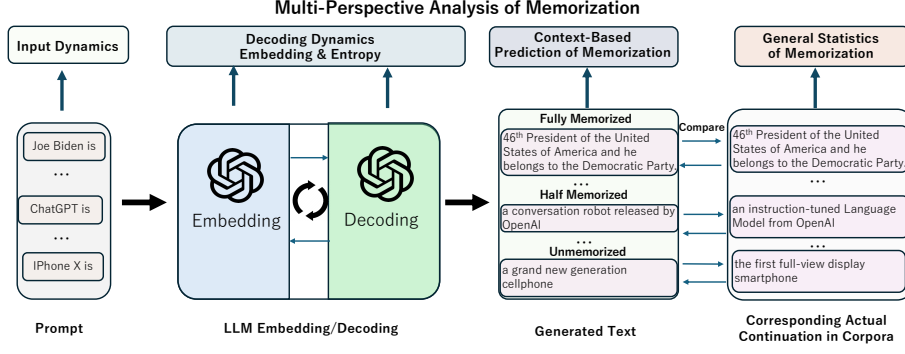 Multi-Perspective Analysis of Memorization
Input Dynamics
Decoding Dynamics
Embedding & Entropy
Context-Based
Prediction of Memorization
General Statistics
of Memorization
Joe Biden is
...
ChatGPT is
...
IPhone X is
Prompt
Embedding
Decoding
LLM Embedding/Decoding
Fully Memorized
46th President of the United
States of America and he
belongs to the Democratic Party.
...
Half Memorized
a conversation robot released by
OpenAI
...
Unmemorized
a grand new generation
cellphone
Generated Text
Compare
46th President of the United
States of America and he
belongs to the Democratic Party.
...
an instruction-tuned Language
Model from OpenAI
...
the first full-view display
smartphone
Corresponding Actual
Continuation in Corpora